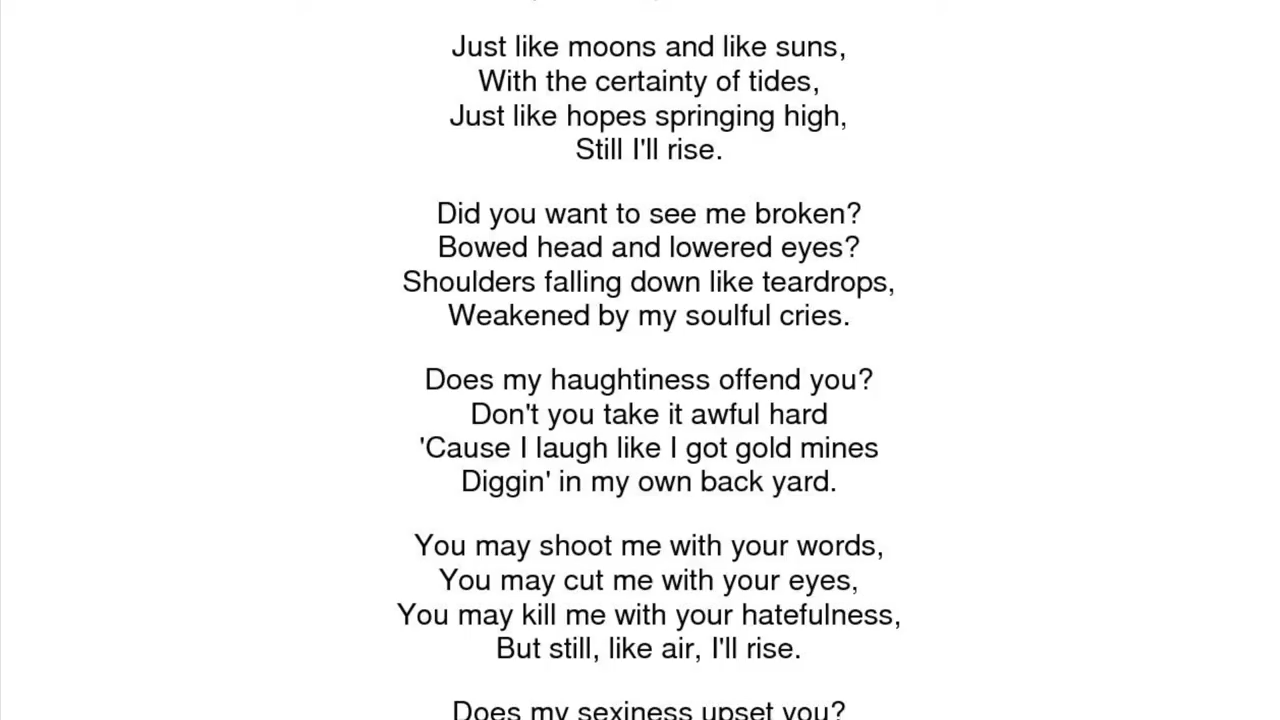 Just like moons and like suns,
With the certainty of tides,
Just like hopes springing high,
Still I'll rise.
Did you want to see me broken?
Bowed head and lowered eyes?
Shoulders falling down like teardrops,
Weakened by my soulful cries.
Does my haughtiness offend you?
Don't you take it awful hard
'Cause I laugh like I got gold mines
Diggin' in my own back yard.
You may shoot me with your words,
You may cut me with your eyes,
You may kill me with your hatefulness,
But still, like air, I'll rise.
Does my sexiness upset you?